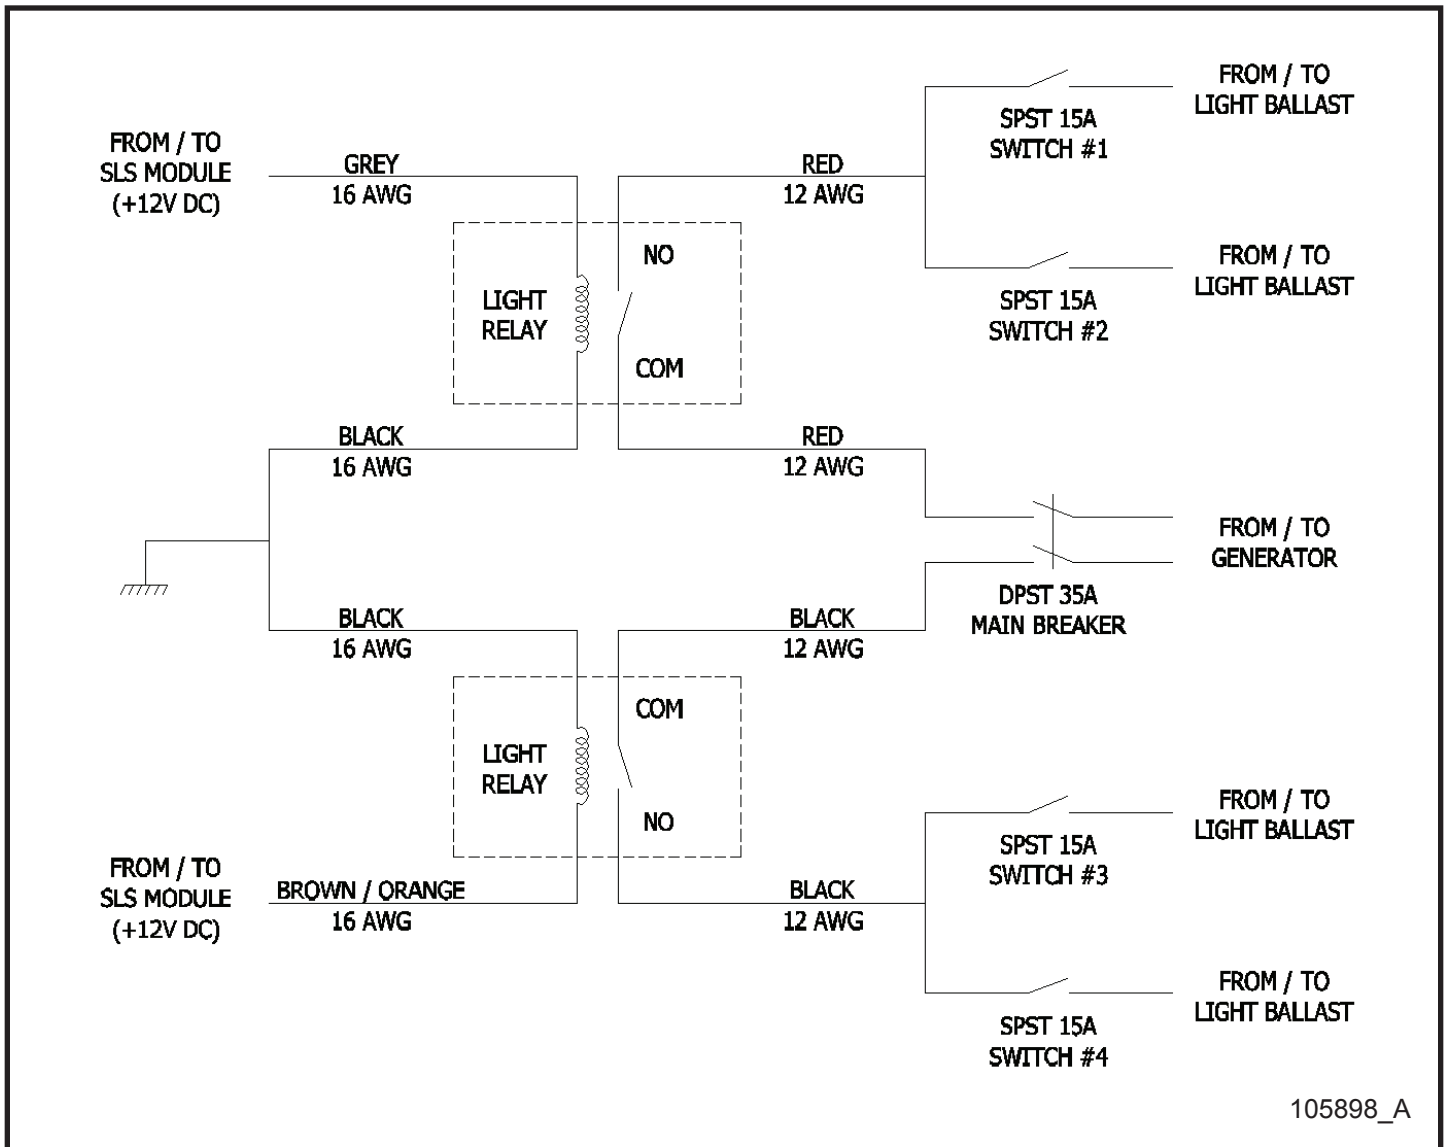 FROM / TO
LIGHT BALLAST
SPST 15A
SWITCH #1
FROM / TO
SLS MODULE
(+12V DC)
GREY
16 AWG
RED
12 AWG
NO
LIGHT
RELAY
COM
FROM / TO
LIGHT BALLAST
SPST 15A
SWITCH #2
BLACK
16 AWG
RED
12 AWG
FROM / TO
GENERATOR
DPST 35A
MAIN BREAKER
BLACK
16 AWG
BLACK
12 AWG
COM
LIGHT
RELAY
NO
FROM / TO
LIGHT BALLAST
SPST 15A
SWITCH #3
FROM / TO
SLS MODULE
(+12V DC)
BROWN / ORANGE
16 AWG
BLACK
12 AWG
FROM / TO
LIGHT BALLAST
SPST 15A
SWITCH #4
105898_A